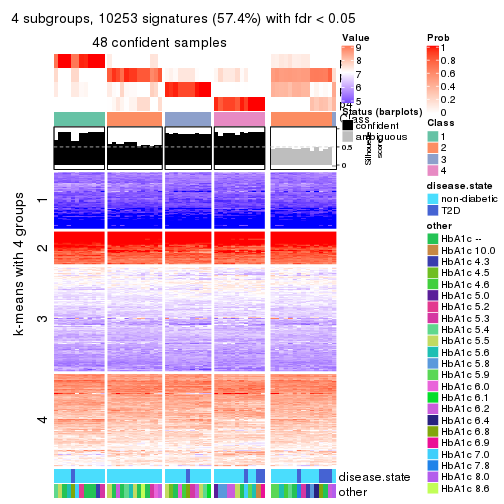 4 subgroups, 10253 signatures (57.4%) with fdr < 0.05
48 confident samples
k-means with 4 groups
1
2
3
4
Class
0.5
0
Silhouette
score
disease.state
other
Value
9
8
7
6
5
Status (barplots)
confident
ambiguous
Prob
1
0.8
0.6
0.4
0.2
0
Class
1
2
3
4
disease.state
non-diabetic
T2D
other
HbA1c --
HbA1c 10.0
HbA1c 4.3
HbA1c 4.5
HbA1c 4.6
HbA1c 5.0
HbA1c 5.2
HbA1c 5.3
HbA1c 5.4
HbA1c 5.5
HbA1c 5.6
HbA1c 5.8
HbA1c 5.9
HbA1c 6.0
HbA1c 6.1
HbA1c 6.2
HbA1c 6.4
HbA1c 6.8
HbA1c 6.9
HbA1c 7.0
HbA1c 7.8
HbA1c 8.0
HbA1c 8.6